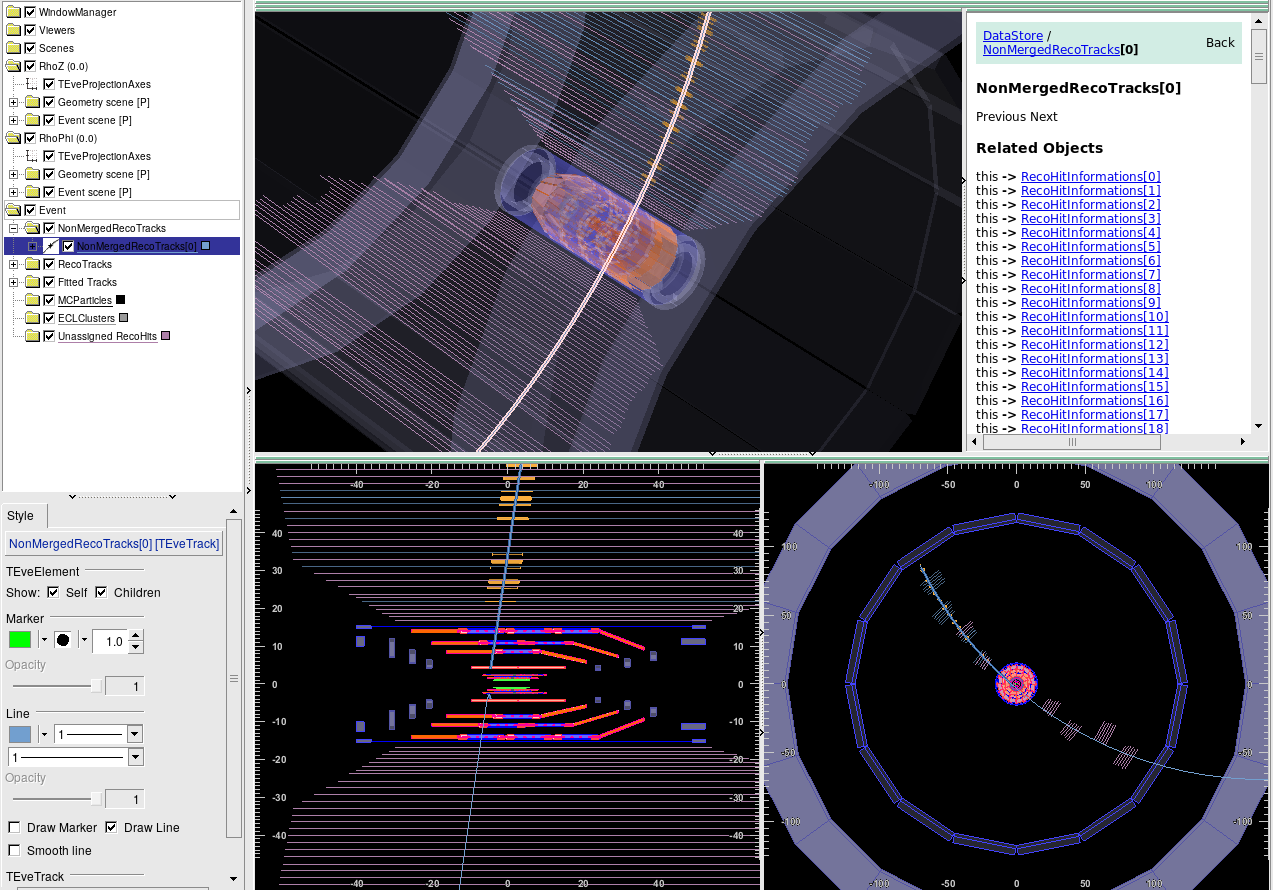 WindowManager
Viewers
Scenes
RhoZ (0.0)
TEveProjectionAxes
Geometry scene [P]
Event scene [P]
RhoPhi (0.0)
TEveProjectionAxes
Geometry scene [P]
Event scene [P]
Event
NonMergedRecoTracks
NonMergedRecoTracks[0]
RecoTracks
Fitted Tracks
MCParticles
ECLClusters
Unassigned RecoHits
Style
NonMergedRecoTracks[0] [TEveTrack]
TEveElement
Show: Self Children
Marker
1.0
Opacity
1
Line
1
1
Opacity
1
Draw Marker Draw Line
Smooth line
TEveTrack
DataStore /
NonMergedRecoTracks[0] Back
NonMergedRecoTracks[0]
Previous Next
Related Objects
this -> RecoHitInformations[0]
this -> RecoHitInformations[1]
this -> RecoHitInformations[2]
this -> RecoHitInformations[3]
this -> RecoHitInformations[4]
this -> RecoHitInformations[5]
this -> RecoHitInformations[6]
this -> RecoHitInformations[7]
this -> RecoHitInformations[8]
this -> RecoHitInformations[9]
this -> RecoHitInformations[10]
this -> RecoHitInformations[11]
this -> RecoHitInformations[12]
this -> RecoHitInformations[13]
this -> RecoHitInformations[14]
this -> RecoHitInformations[15]
this -> RecoHitInformations[16]
this -> RecoHitInformations[17]
this -> RecoHitInformations[18]
-40 -20 0 20 40
40 40
30 30
20 20
10 10
0 0
-10 -10
-20 -20
-30 -30
-40 -40
-40 -20 0 20 40
-100 -50 0 50 100
100 100
50 50
0 0
-50 -50
-100 -100
-100 -50 0 50 100